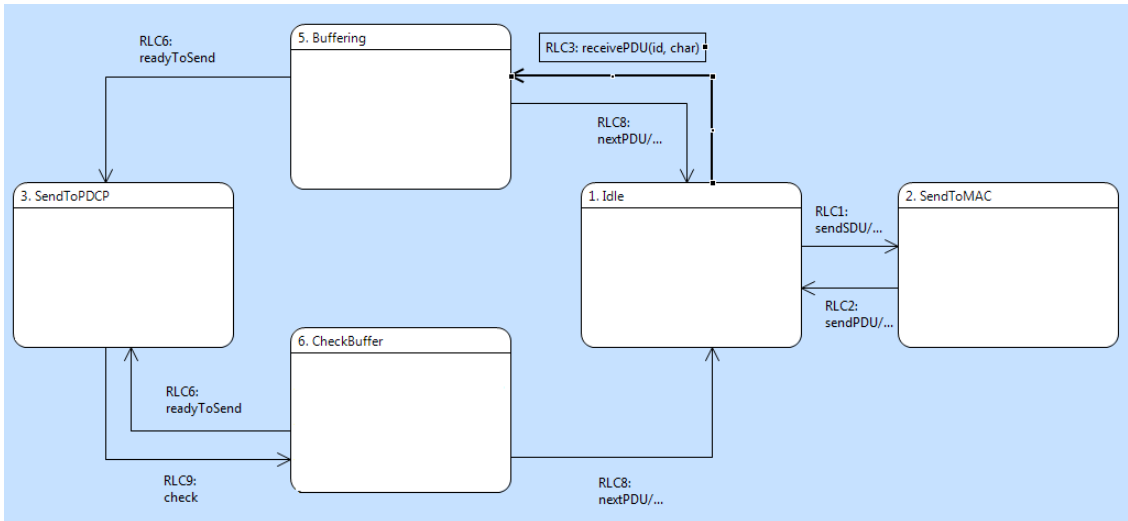 RLC6:
readyToSend
5. Buffering
RLC3: receivePDU(id, char)
RLC8:
nextPDU/...
3. SendToPDCP
1. Idle
2. SendToMAC
RLC1:
sendSDU/...
RLC2:
sendPDU/...
6. CheckBuffer
RLC6:
readyToSend
RLC9:
check
RLC8:
nextPDU/...